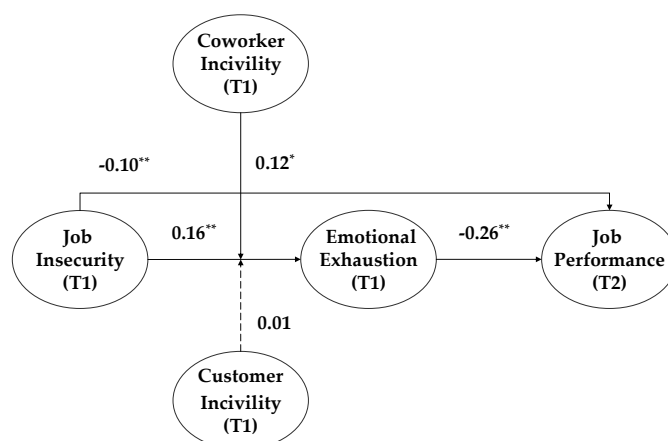 Coworker
Incivility
(T1)
-0.10**
0.12*
Job
Insecurity
(T1)
0.16**
Emotional
Exhaustion
(T1)
-0.26**
Job
Performance
(T2)
0.01
Customer
Incivility
(T1)